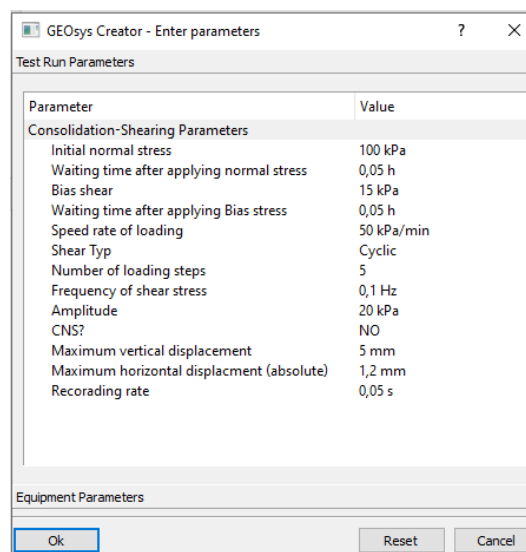 GEOsys Creator - Enter parameters ? X
Test Run Parameters
Parameter Value
Consolidation-Shearing Parameters
Initial normal stress 100 kPa
Waiting time after applying normal stress 0,05 h
Bias shear 15 kPa
Waiting time after applying Bias stress 0,05 h
Speed rate of loading 50 kPa/min
Shear Typ Cyclic
Number of loading steps 5
Frequency of shear stress 0,1 Hz
Amplitude 20 kPa
CNS? NO
Maximum vertical displacement 5 mm
Maximum horizontal displacment (absolute) 1,2 mm
Recorading rate 0,05 s
Equipment Parameters
Ok Reset Cancel